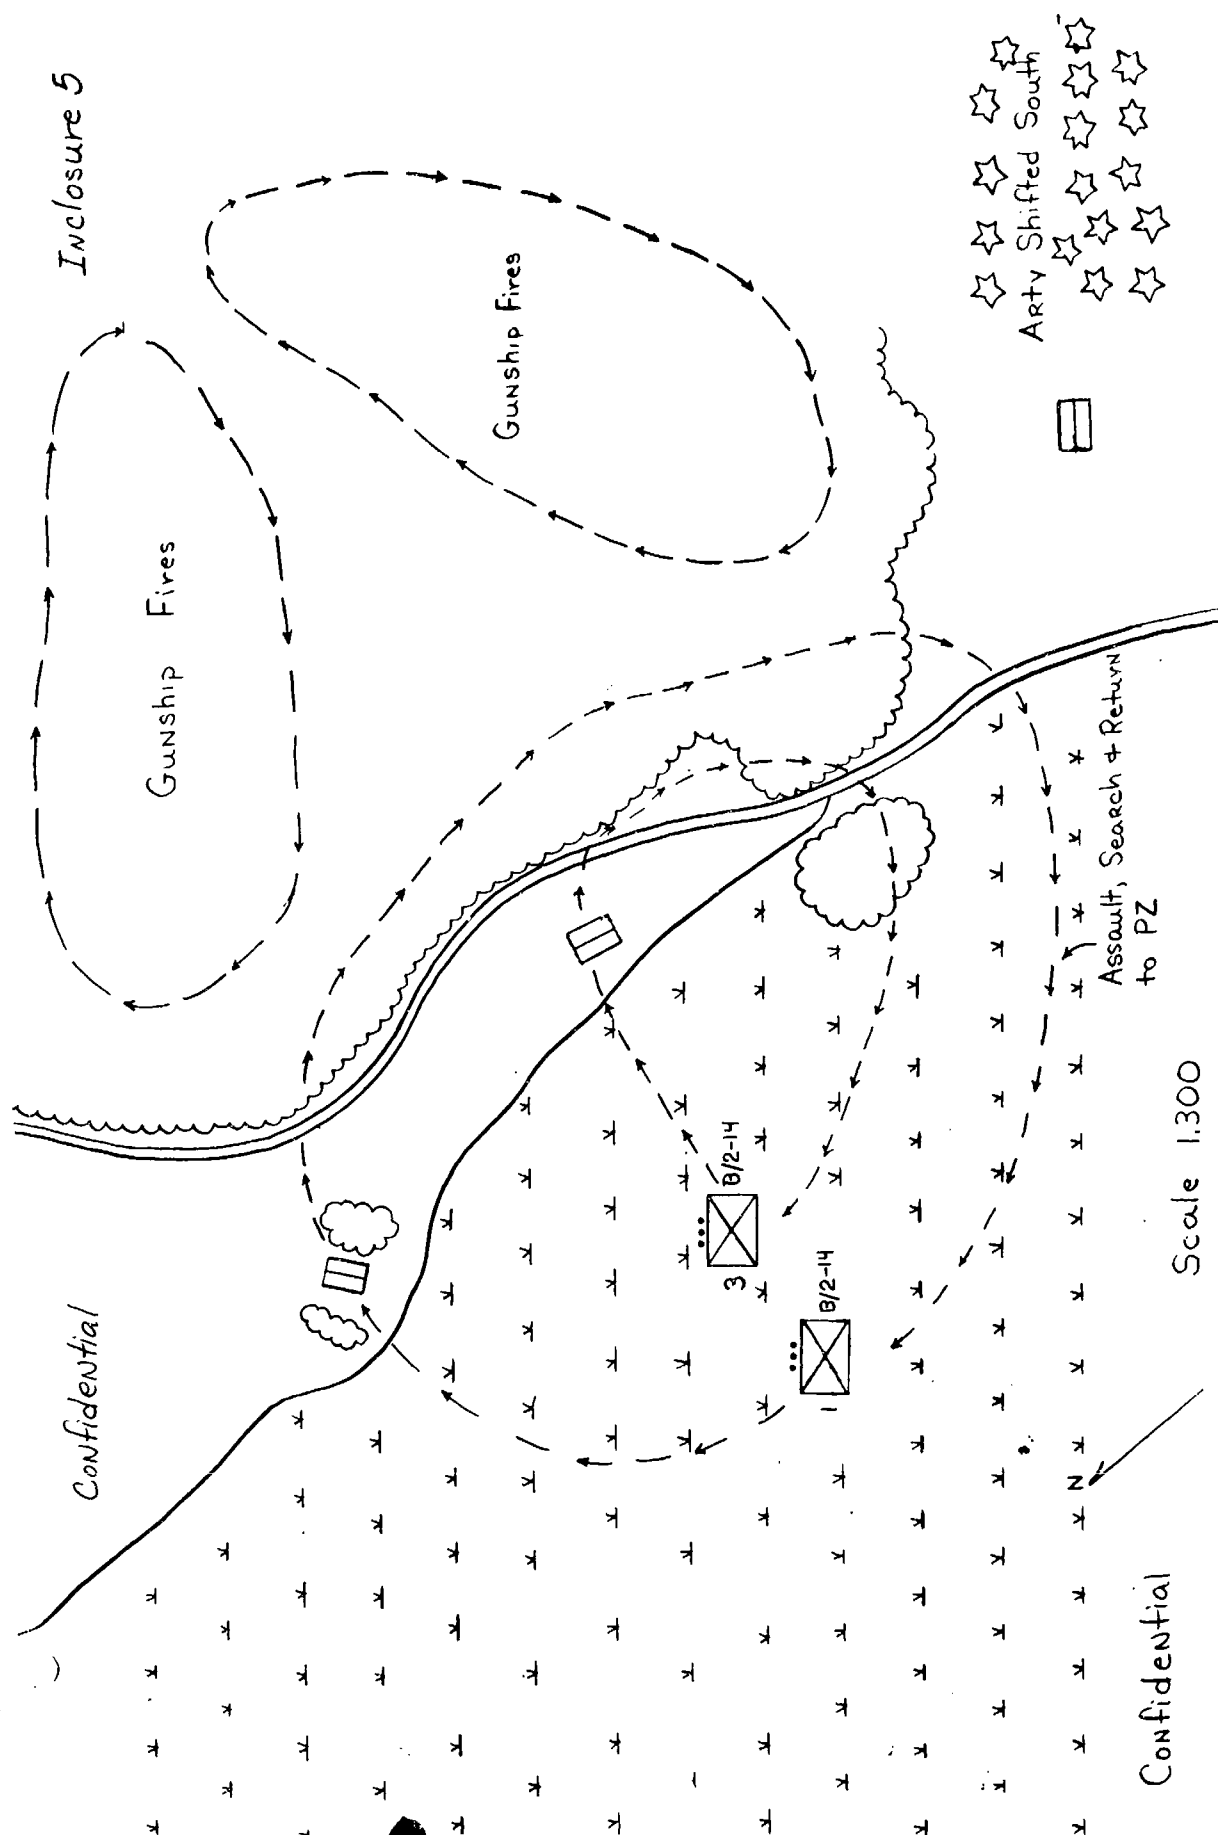 Confidential
Inclosure 5
Gunship Fires
Gunship Fires
3
B/2-14
1
B/2-14
Arty Shifted South
Assault, Search & Return
to PZ
N
Confidential
Scale 1.300